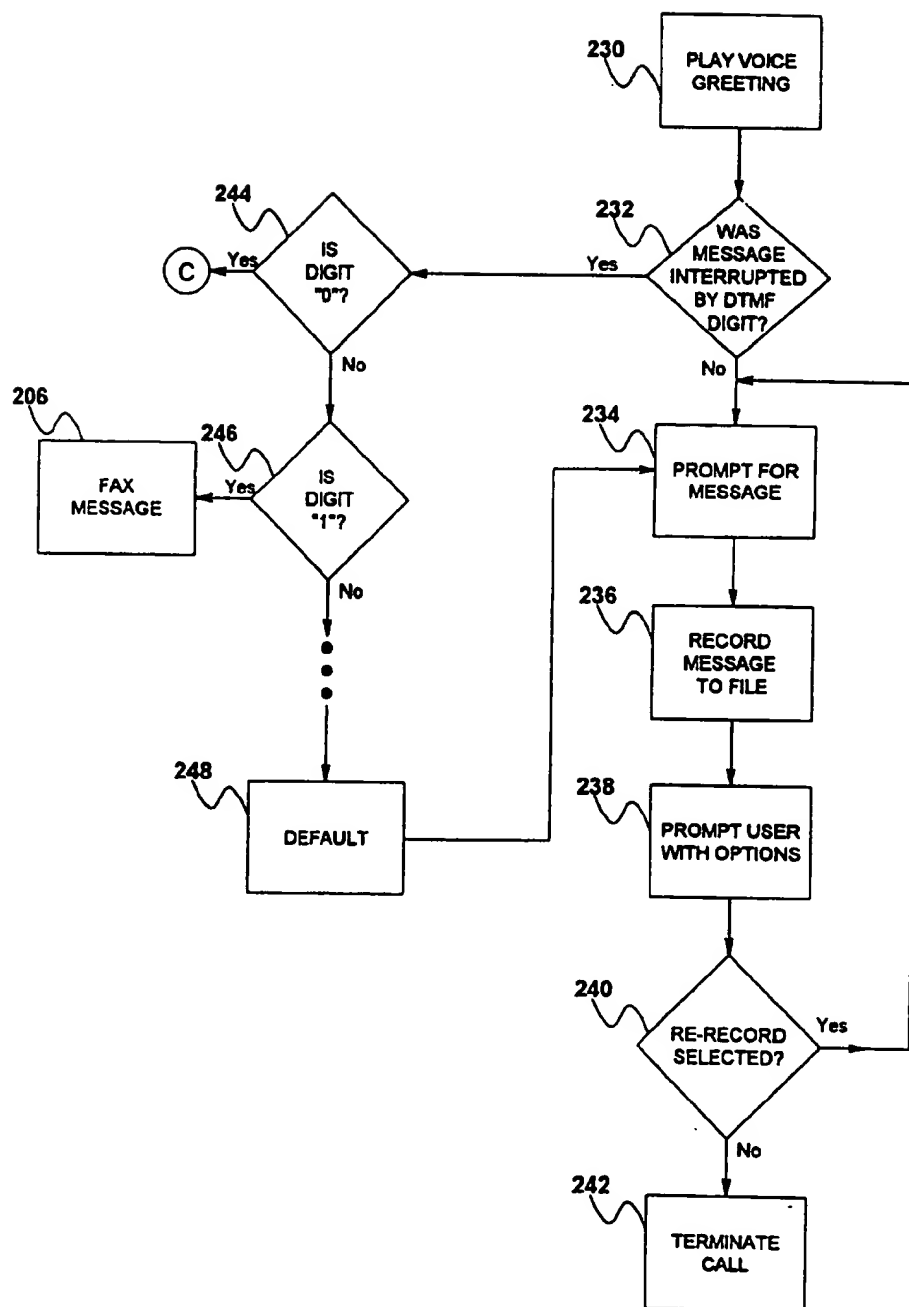 230
PLAY VOICE
GREETING
244
232
IS
DIGIT
"0"?
WAS
MESSAGE
INTERRUPTED
BY DTMF
DIGIT?
C
Yes
Yes
No
No
206
246
234
FAX
MESSAGE
Yes
IS
DIGIT
"1"?
PROMPT FOR
MESSAGE
No
236
RECORD
MESSAGE
TO FILE
248
238
DEFAULT
PROMPT USER
WITH OPTIONS
240
RE-RECORD
SELECTED?
Yes
No
242
TERMINATE
CALL